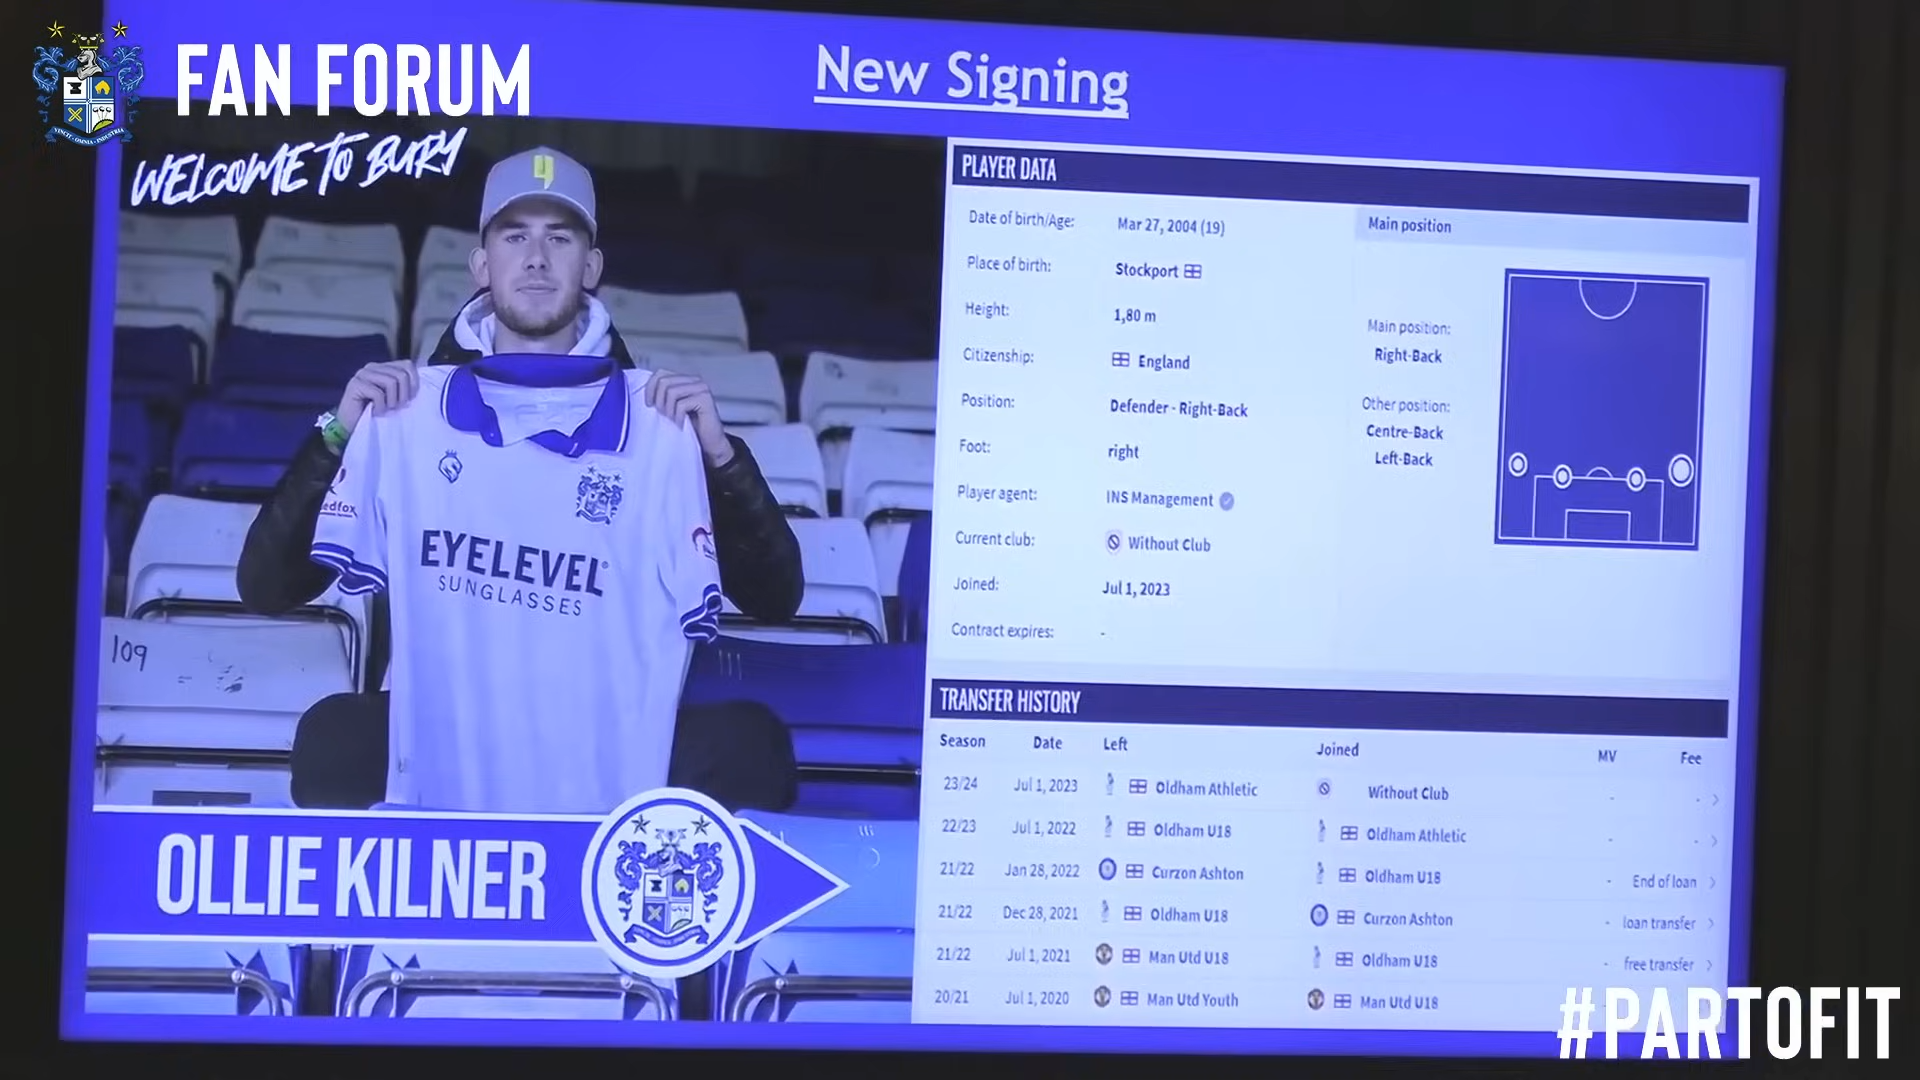 FAN FORUM
New Signing
WELCOME TO BURY
4
EYELEVEL
SUNGLASSES
109
OLLIE KILNER
VINCIT · OMNIA · INDUSTRIA
PLAYER DATA
Date of birth/Age: Mar 27, 2004 (19)
Place of birth: Stockport
Height: 1,80 m
Citizenship: England
Position: Defender - Right-Back
Foot: right
Player agent: INS Management
Current club: Without Club
Joined: Jul 1, 2023
Contract expires: -
Main position
Main position:
Right-Back
Other position:
Centre-Back
Left-Back
TRANSFER HISTORY
Season Date Left Joined MV Fee
23/24 Jul 1, 2023 Oldham Athletic Without Club - -
22/23 Jul 1, 2022 Oldham U18 Oldham Athletic - -
21/22 Jan 28, 2022 Curzon Ashton Oldham U18 - End of loan
21/22 Dec 28, 2021 Oldham U18 Curzon Ashton - loan transfer
21/22 Jul 1, 2021 Man Utd U18 Oldham U18 - free transfer
20/21 Jul 1, 2020 Man Utd Youth Man Utd U18
#PARTOFIT